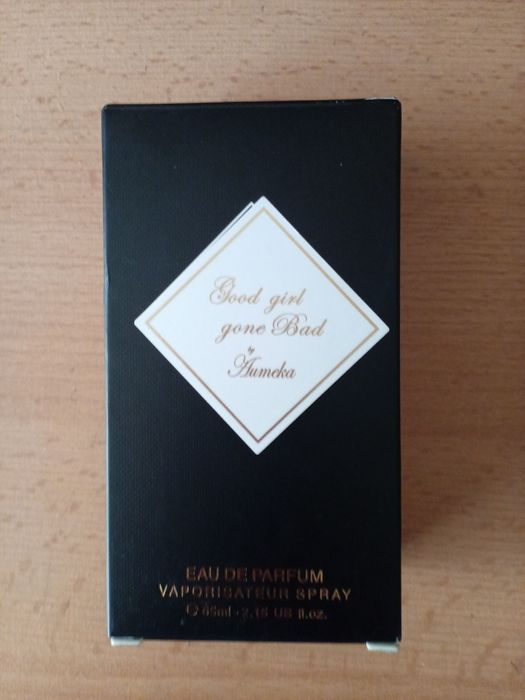 Good girl
gone Bad
by
Aumeka
EAU DE PARFUM
VAPORISATEUR SPRAY
65ml - 2.15 US fl.oz.